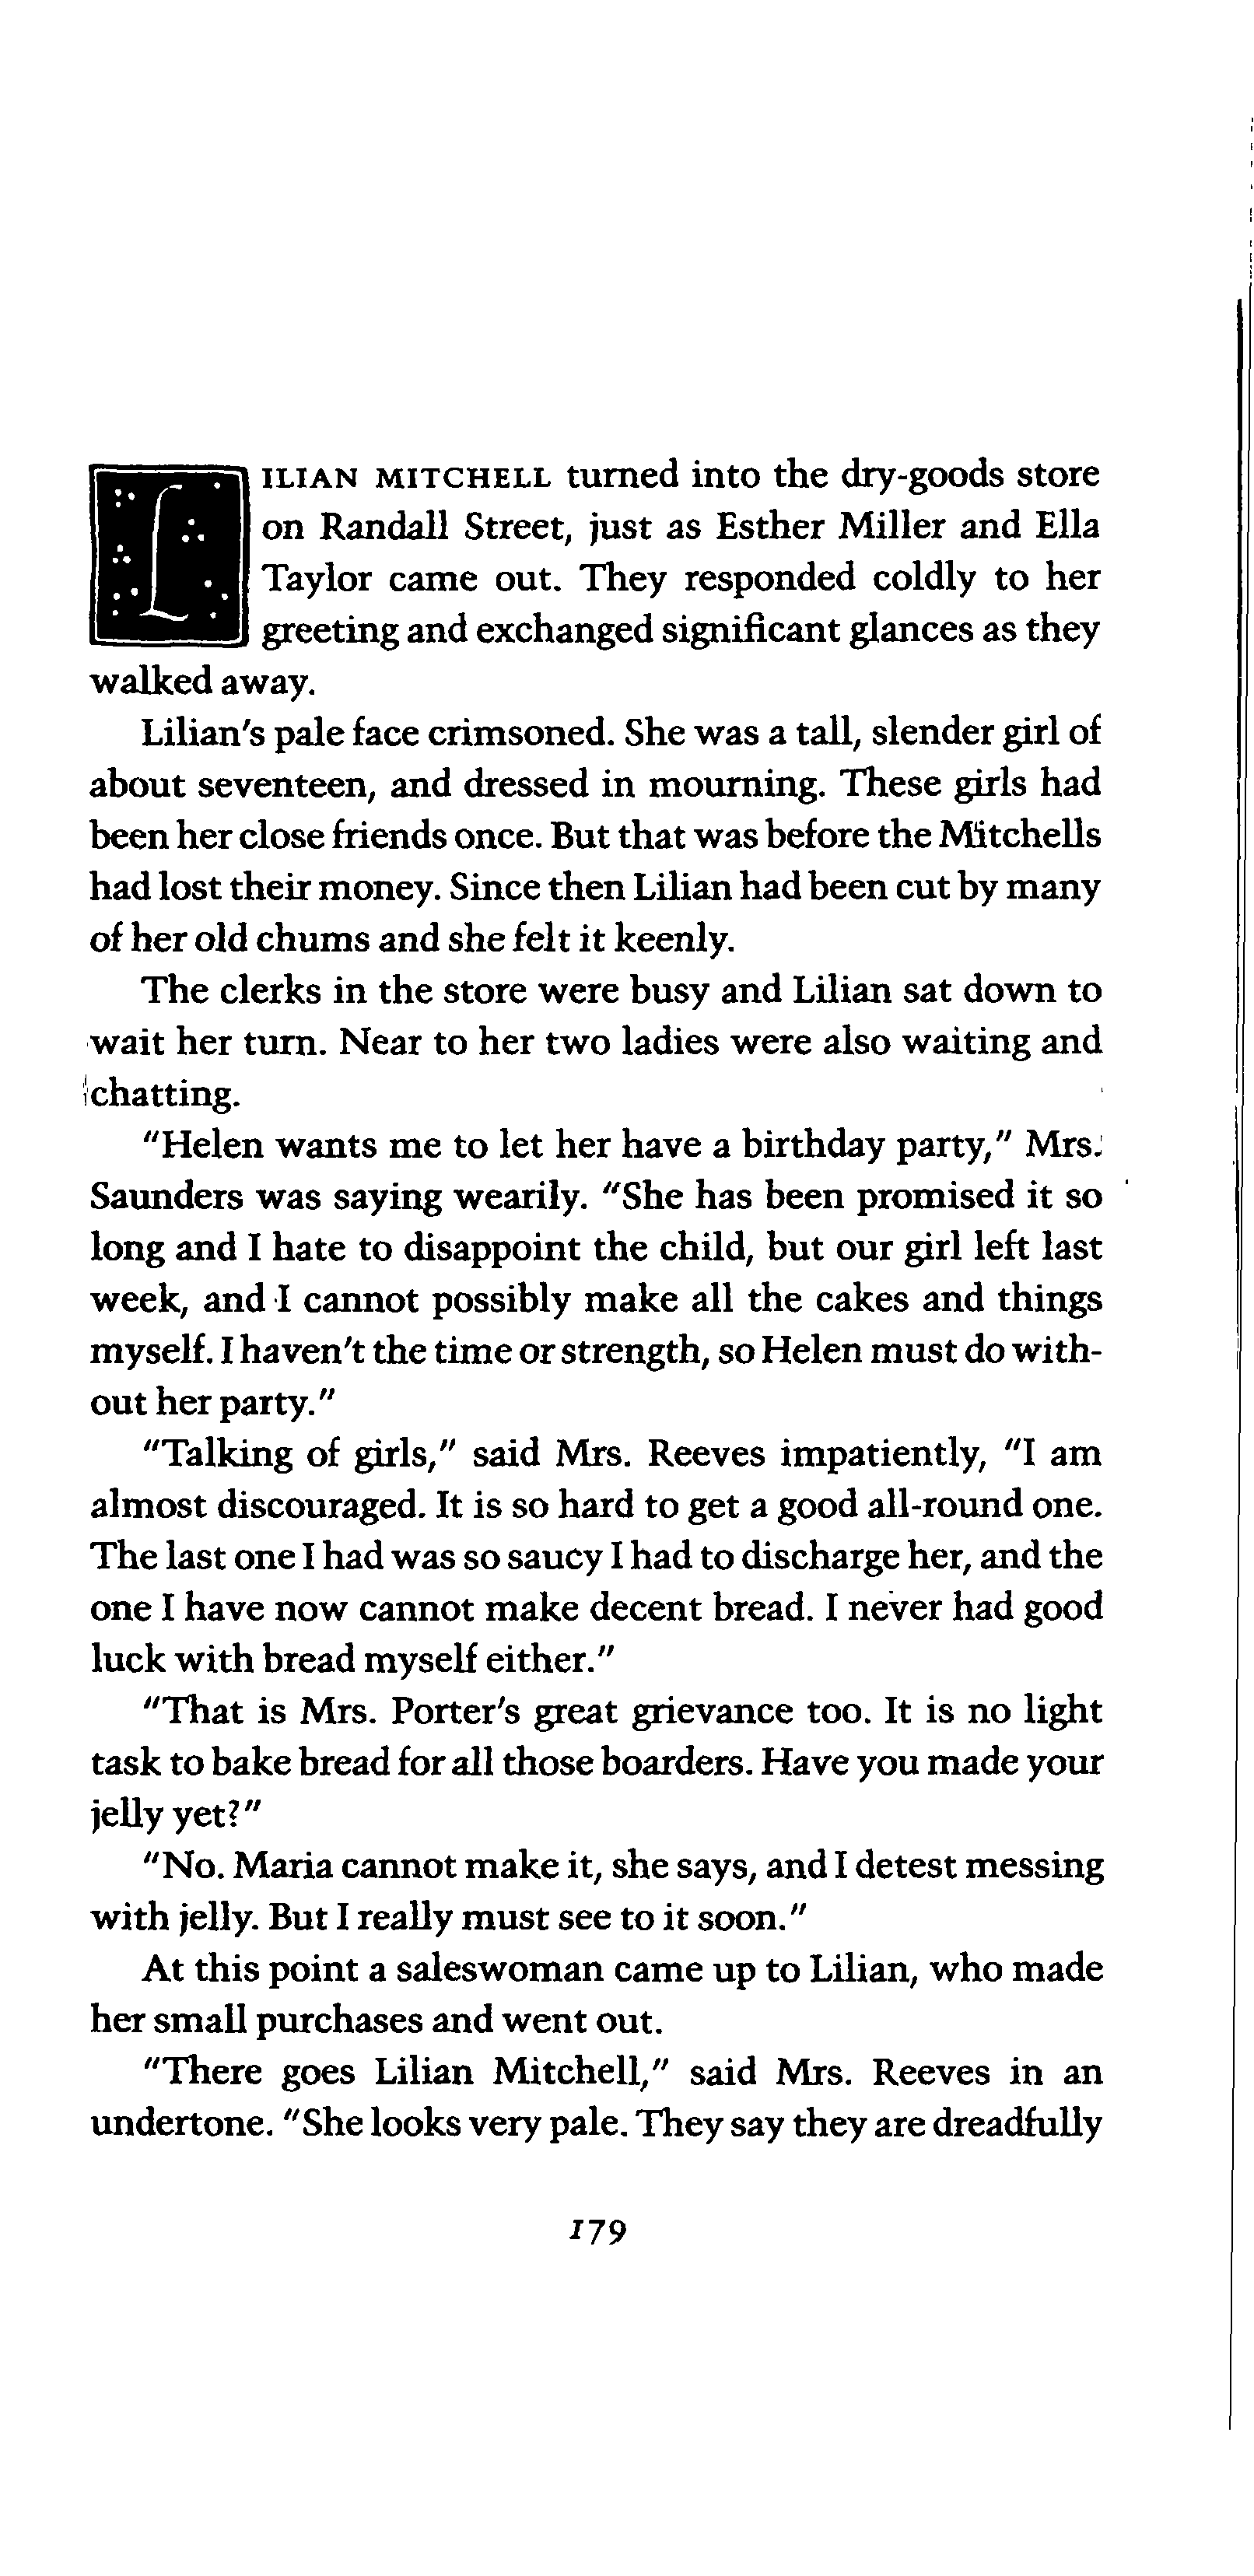 LILIAN MITCHELL turned into the dry-goods store
on Randall Street, just as Esther Miller and Ella
Taylor came out. They responded coldly to her
greeting and exchanged significant glances as they
walked away.
Lilian's pale face crimsoned. She was a tall, slender girl of
about seventeen, and dressed in mourning. These girls had
been her close friends once. But that was before the Mitchells
had lost their money. Since then Lilian had been cut by many
of her old chums and she felt it keenly.
The clerks in the store were busy and Lilian sat down to
wait her turn. Near to her two ladies were also waiting and
chatting.
"Helen wants me to let her have a birthday party," Mrs.
Saunders was saying wearily. "She has been promised it so
long and I hate to disappoint the child, but our girl left last
week, and I cannot possibly make all the cakes and things
myself. I haven't the time or strength, so Helen must do with-
out her party."
"Talking of girls," said Mrs. Reeves impatiently, "I am
almost discouraged. It is so hard to get a good all-round one.
The last one I had was so saucy I had to discharge her, and the
one I have now cannot make decent bread. I never had good
luck with bread myself either."
"That is Mrs. Porter's great grievance too. It is no light
task to bake bread for all those boarders. Have you made your
jelly yet?"
"No. Maria cannot make it, she says, and I detest messing
with jelly. But I really must see to it soon."
At this point a saleswoman came up to Lilian, who made
her small purchases and went out.
"There goes Lilian Mitchell," said Mrs. Reeves in an
undertone. "She looks very pale. They say they are dreadfully
179